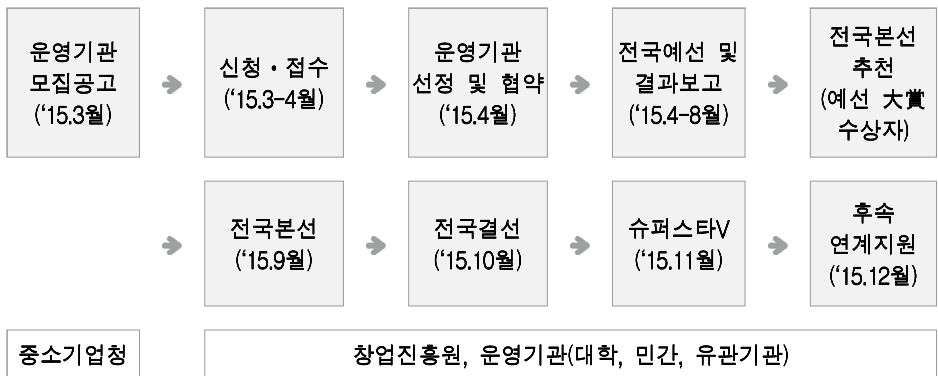 운영기관
모집공고
(‘15.3월)
신청・접수
(‘15.3-4월)
운영기관
선정 및 협약
(‘15.4월)
전국예선 및
결과보고
(‘15.4-8월)
전국본선
추천
(예선 大賞
수상자)
전국본선
(‘15.9월)
전국결선
(‘15.10월)
슈퍼스타V
(‘15.11월)
후속
연계지원
(‘15.12월)
중소기업청
창업진흥원, 운영기관(대학, 민간, 유관기관)